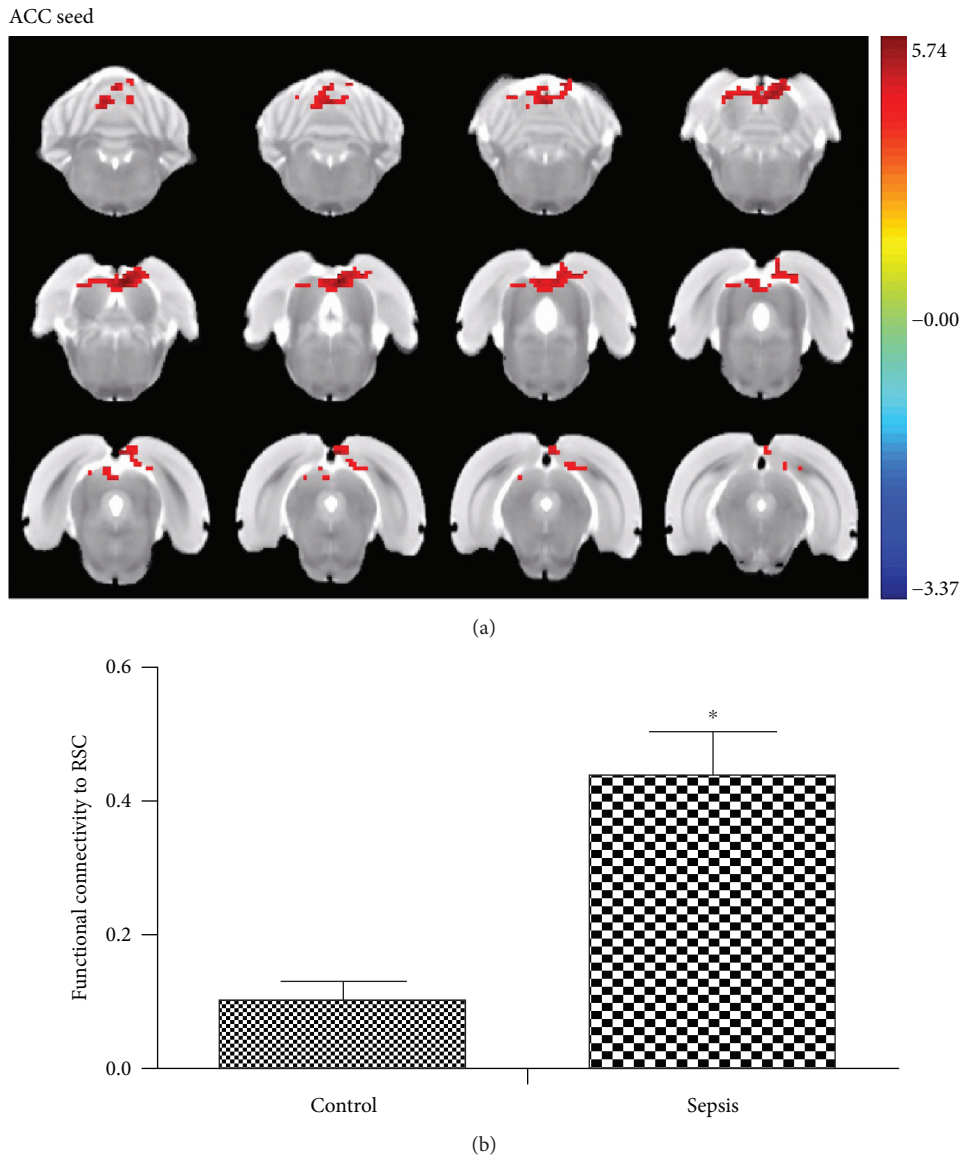 ACC seed
5.74
−0.00
−3.37
(a)
Functional connectivity to RSC
0.6
0.4
0.2
0.0
*
Control
Sepsis
(b)